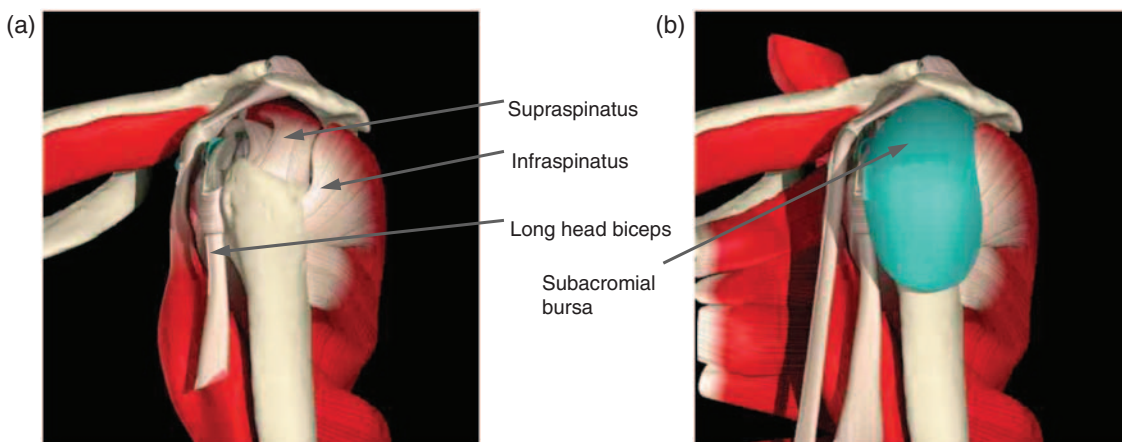 (a)
(b)
Supraspinatus
Infraspinatus
Long head biceps
Subacromial
bursa